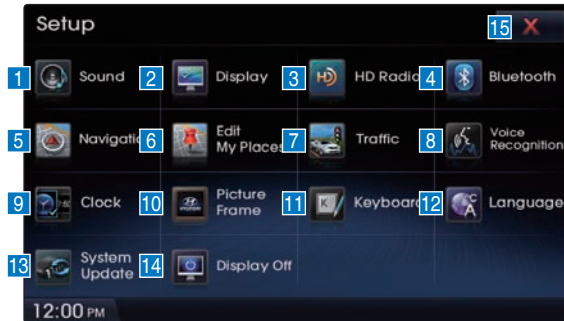 Setup
15 X
1 Sound
2 Display
3 HD Radio
4 Bluetooth
5 Navigatio
6 Edit
My Places
7 Traffic
8 Voice
Recognition
9 Clock
10 Picture
Frame
11 Keyboard
12 Language
13 System
Update
14 Display Off
12:00 PM